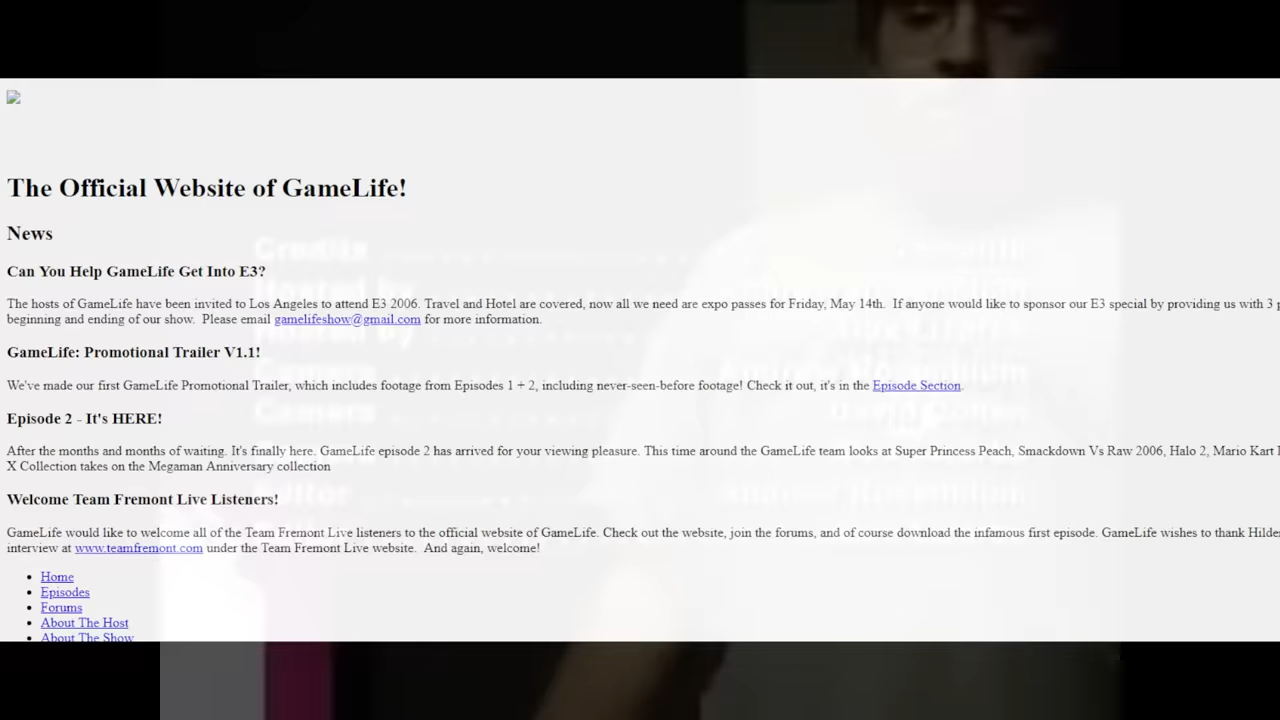 The Official Website of GameLife!
News
Can You Help GameLife Get Into E3?
The hosts of GameLife have been invited to Los Angeles to attend E3 2006. Travel and Hotel are covered, now all we need are expo passes for Friday, May 14th.  If anyone would like to sponsor our E3 special by providing us with 3
beginning and ending of our show.  Please email gamelifeshow@gmail.com for more information.
GameLife: Promotional Trailer V1.1!
We've made our first GameLife Promotional Trailer, which includes footage from Episodes 1 + 2, including never-seen-before footage! Check it out, it's in the Episode Section.
Episode 2 - It's HERE!
After the months and months of waiting. It's finally here. GameLife episode 2 has arrived for your viewing pleasure. This time around the GameLife team looks at Super Princess Peach, Smackdown Vs Raw 2006, Halo 2, Mario Kart
X Collection takes on the Megaman Anniversary collection
Welcome Team Fremont Live Listeners!
GameLife would like to welcome all of the Team Fremont Live listeners to the official website of GameLife. Check out the website, join the forums, and of course download the infamous first episode. GameLife wishes to thank
interview at www.teamfremont.com under the Team Fremont Live website.  And again, welcome!
Home
Episodes
Forums
About The Host
About The Show
Credits
Hosted by
Hosted by
Camera
Camera
Editor